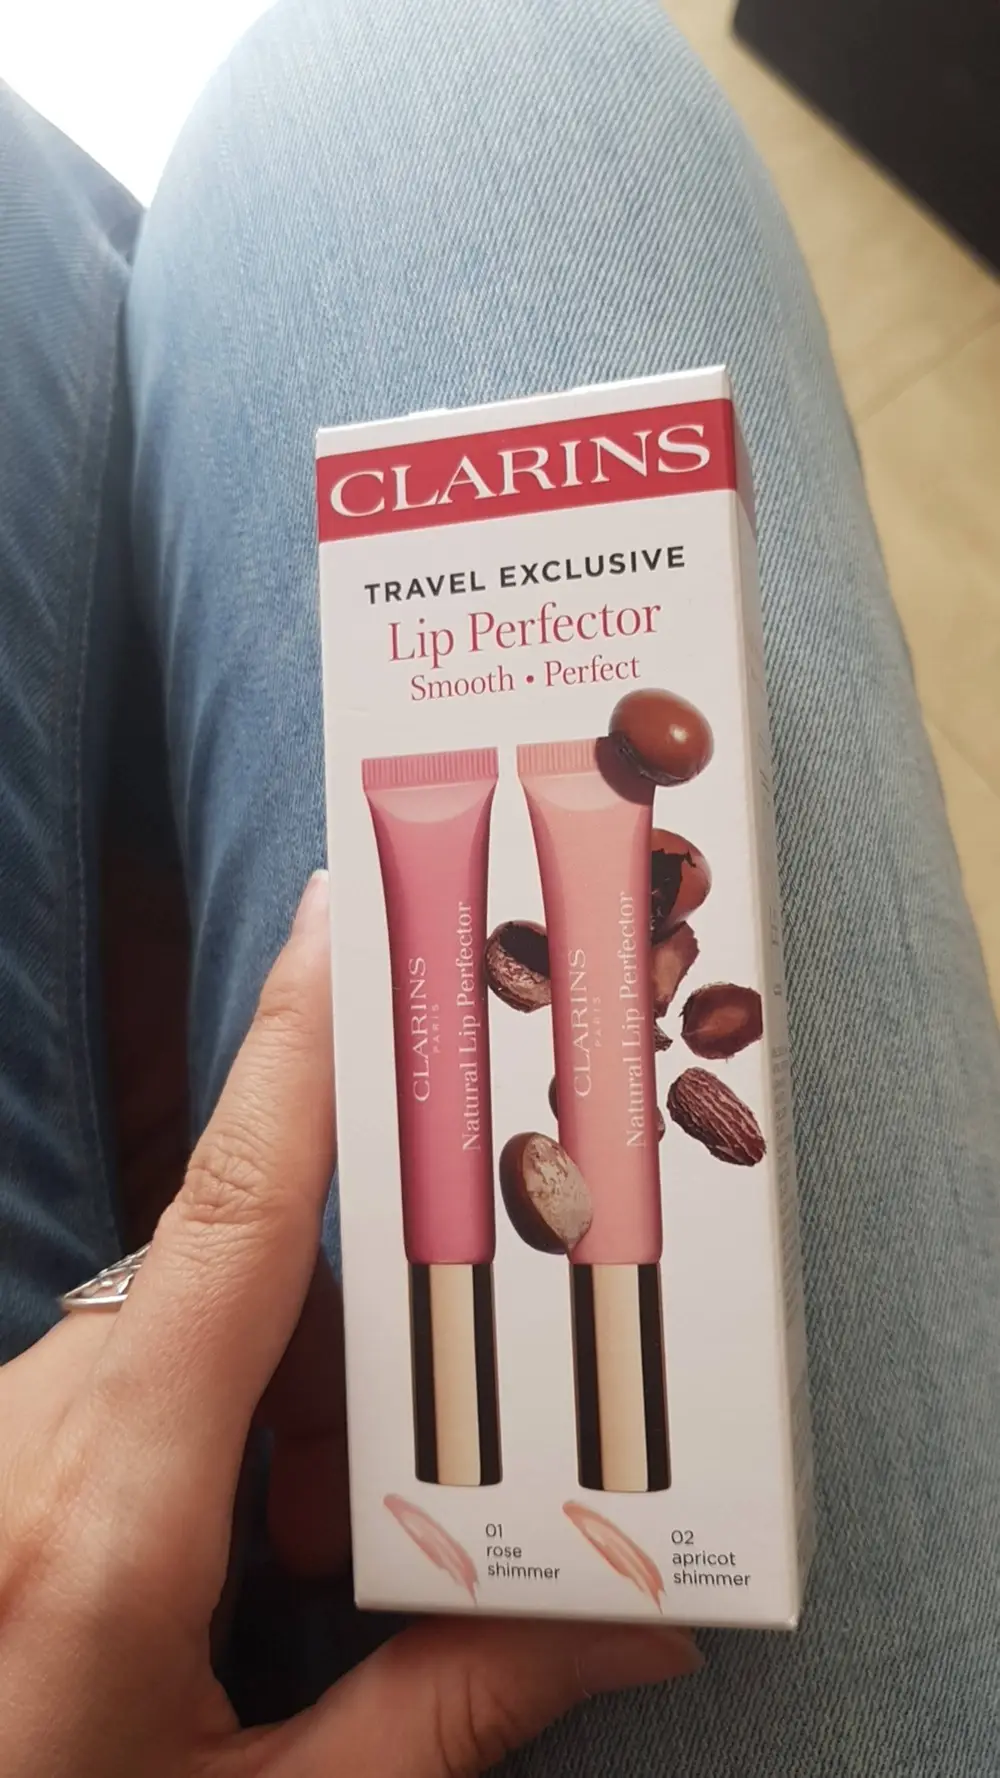 CLARINS
TRAVEL EXCLUSIVE
Lip Perfector
Smooth • Perfect
CLARINS
PARIS
Natural Lip Perfector
CLARINS
PARIS
Natural Lip Perfector
01
rose
shimmer
02
apricot
shimmer